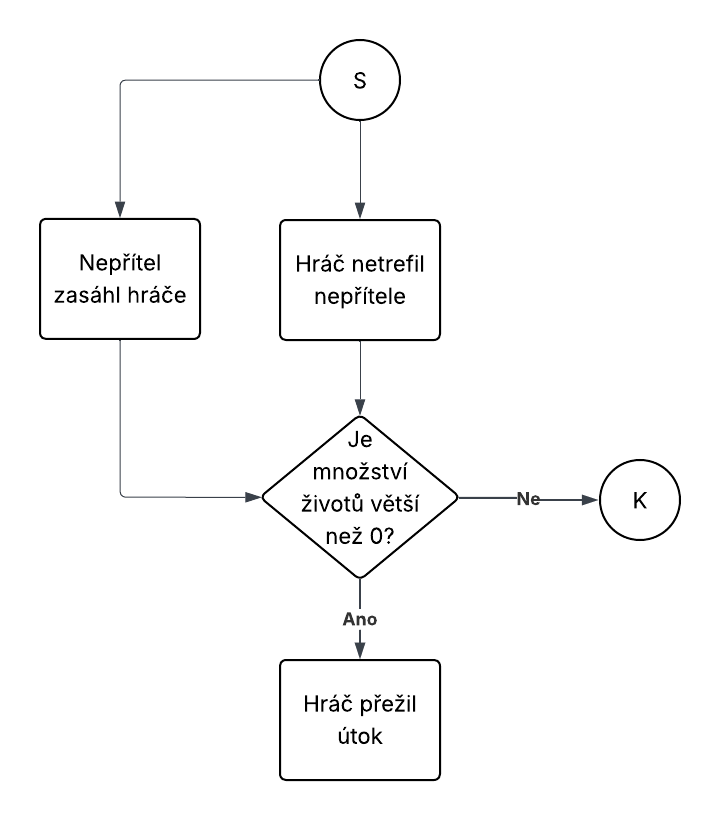 S
Nepřítel
zasáhl hráče
Hráč netrefil
nepřítele
Je
množství
životů větší
než 0?
Ne
K
Ano
Hráč přežil
útok